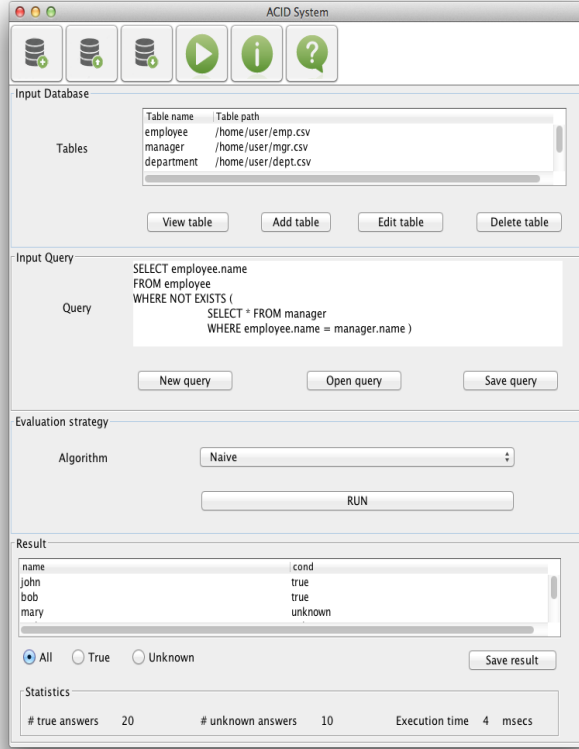 ACID System
Input Database
Tables
Table name Table path
employee /home/user/emp.csv
manager /home/user/mgr.csv
department /home/user/dept.csv
View table Add table Edit table Delete table
Input Query
Query
SELECT employee.name
FROM employee
WHERE NOT EXISTS (
SELECT * FROM manager
WHERE employee.name = manager.name )
New query Open query Save query
Evaluation strategy
Algorithm Naive
RUN
Result
name cond
john true
bob true
mary unknown
All True Unknown Save result
Statistics
# true answers 20 # unknown answers 10 Execution time 4 msecs